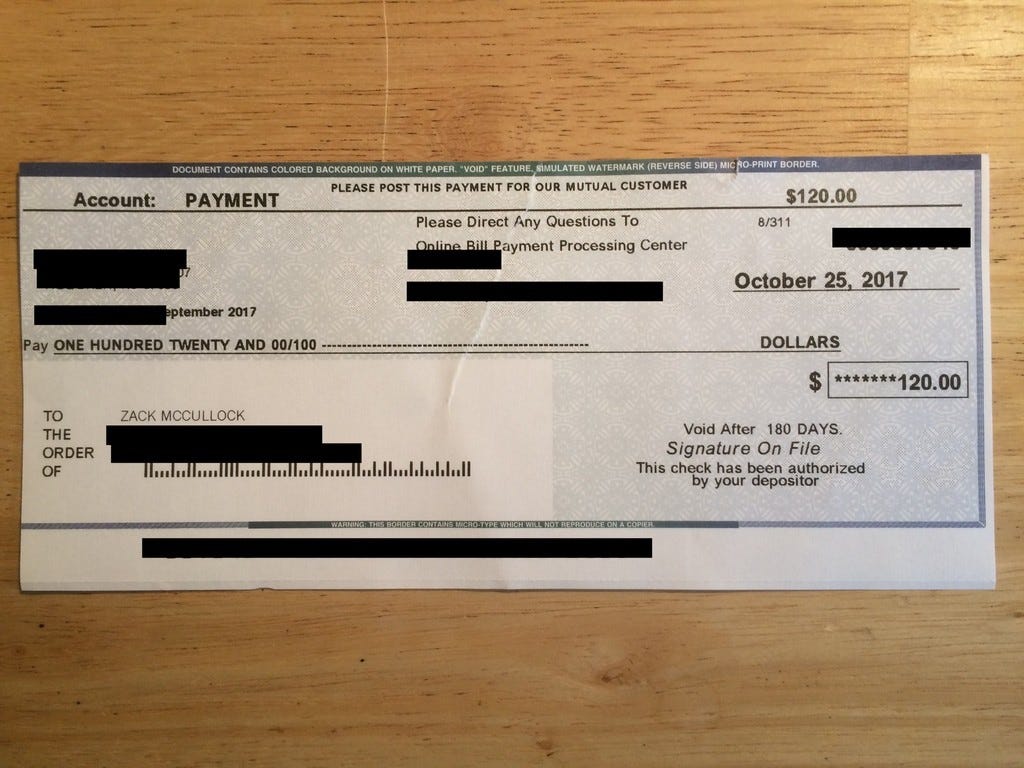 DOCUMENT CONTAINS COLORED BACKGROUND ON WHITE PAPER. "VOID" FEATURE, SIMULATED WATERMARK (REVERSE SIDE) MICRO-PRINT BORDER.
PLEASE POST THIS PAYMENT FOR OUR MUTUAL CUSTOMER
Account: PAYMENT $120.00
Please Direct Any Questions To 8/311
Online Bill Payment Processing Center
07
October 25, 2017
eptember 2017
Pay ONE HUNDRED TWENTY AND 00/100 ---------------------------------------------------- DOLLARS
$ *******120.00
TO ZACK MCCULLOCK
THE
ORDER
OF
Void After 180 DAYS.
Signature On File
This check has been authorized
by your depositor
WARNING: THIS BORDER CONTAINS MICRO-TYPE WHICH WILL NOT REPRODUCE ON A COPIER.